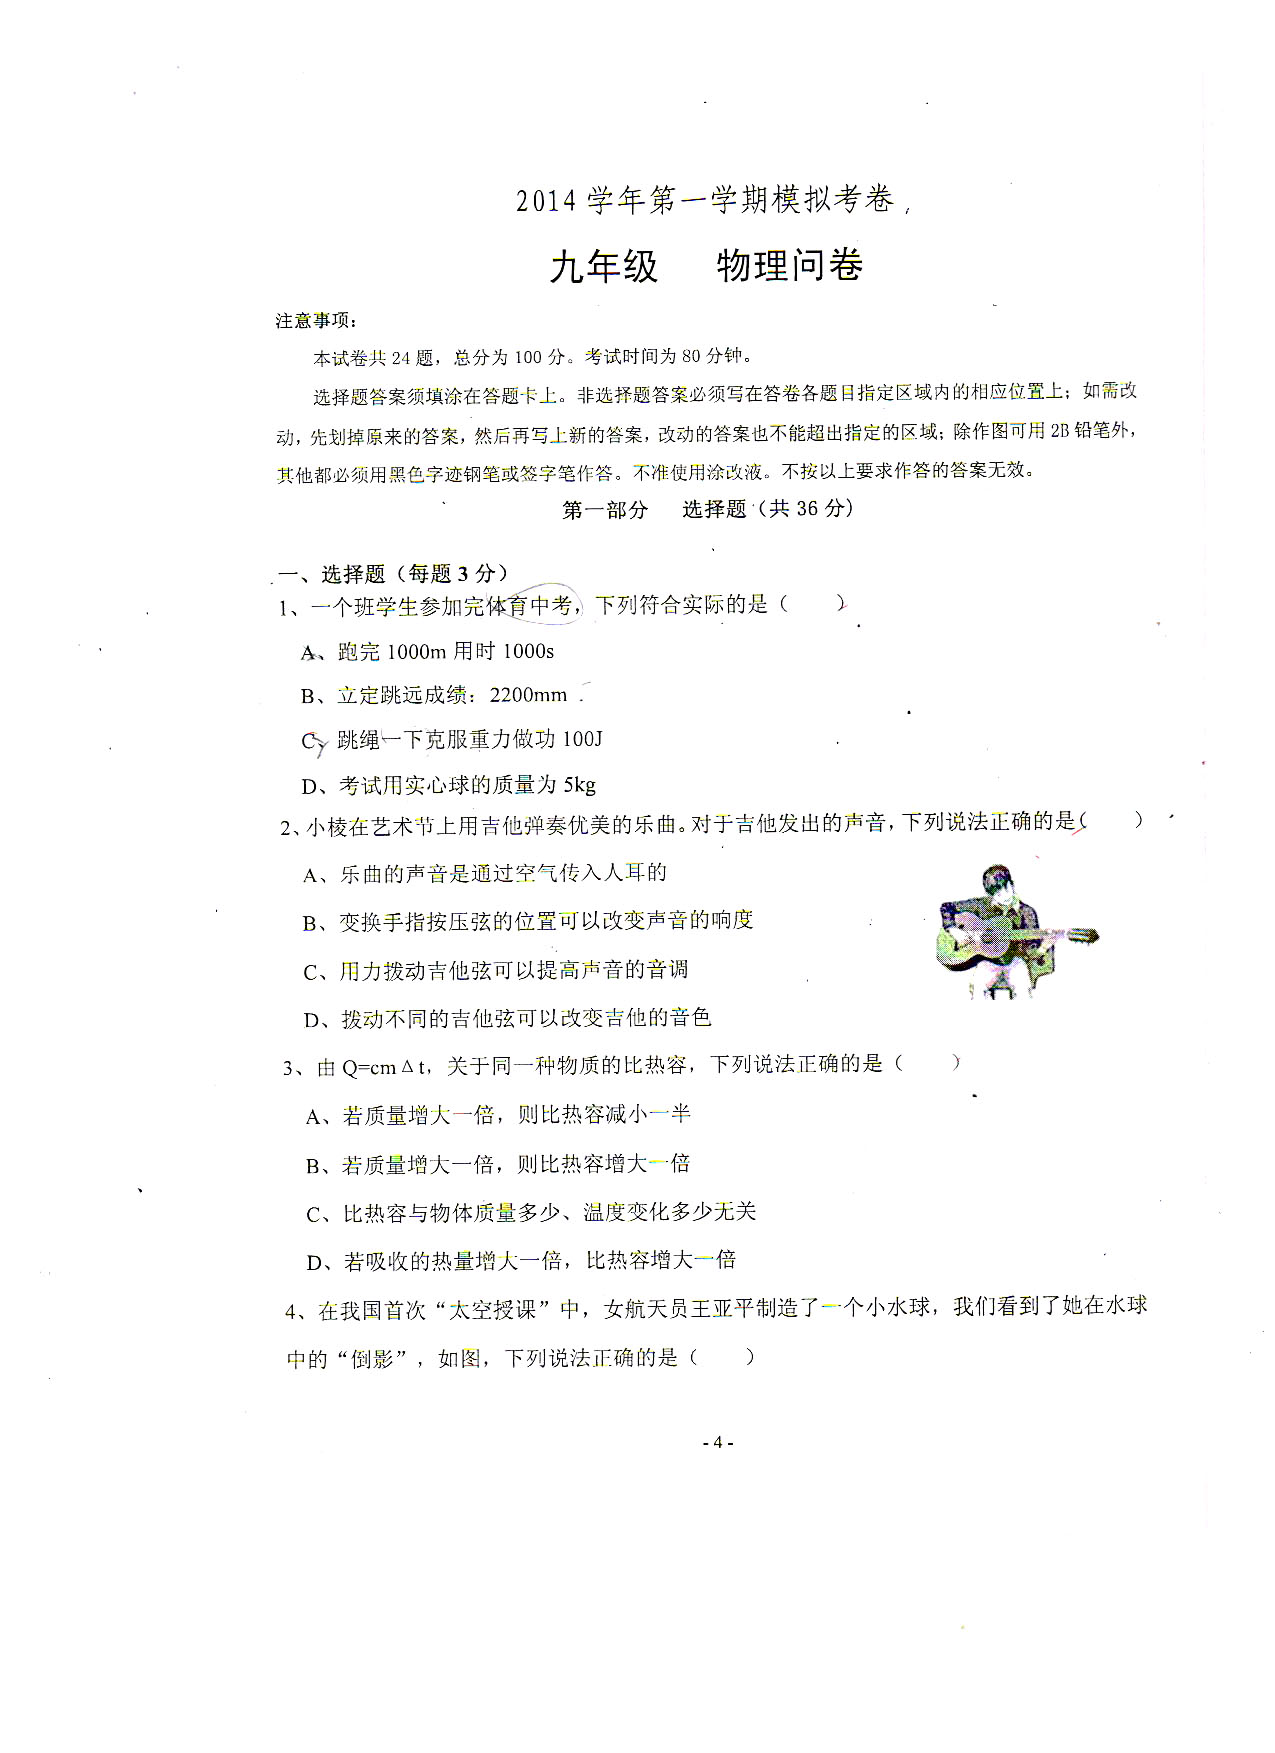 2014 学年第一学期模拟考卷
九年级 物理问卷
注意事项：
本试卷共 24 题，总分为 100 分。考试时间为 80 分钟。
选择题答案须填涂在答题卡上。非选择题答案必须写在答卷各题目指定区域内的相应位置上；如需改
动，先划掉原来的答案，然后再写上新的答案，改动的答案也不能超出指定的区域；除作图可用 2B 铅笔外，
其他都必须用黑色字迹钢笔或签字笔作答。不准使用涂改液。不按以上要求作答的答案无效。
第一部分 选择题（共 36 分）
一、选择题（每题 3 分）
1、一个班学生参加完体育中考，下列符合实际的是（ ）
A、跑完 1000m 用时 1000s
B、立定跳远成绩：2200mm
C、跳绳一下克服重力做功 100J
D、考试用实心球的质量为 5kg
2、小棱在艺术节上用吉他弹奏优美的乐曲。对于吉他发出的声音，下列说法正确的是（ ）
A、乐曲的声音是通过空气传入人耳的
B、变换手指按压弦的位置可以改变声音的响度
C、用力拨动吉他弦可以提高声音的音调
D、拨动不同的吉他弦可以改变吉他的音色
3、由 Q=cmΔt，关于同一种物质的比热容，下列说法正确的是（ ）
A、若质量增大一倍，则比热容减小一半
B、若质量增大一倍，则比热容增大一倍
C、比热容与物体质量多少、温度变化多少无关
D、若吸收的热量增大一倍，比热容增大一倍
4、在我国首次“太空授课”中，女航天员王亚平制造了一个小水球，我们看到了她在水球
中的“倒影”，如图，下列说法正确的是（ ）
- 4 -